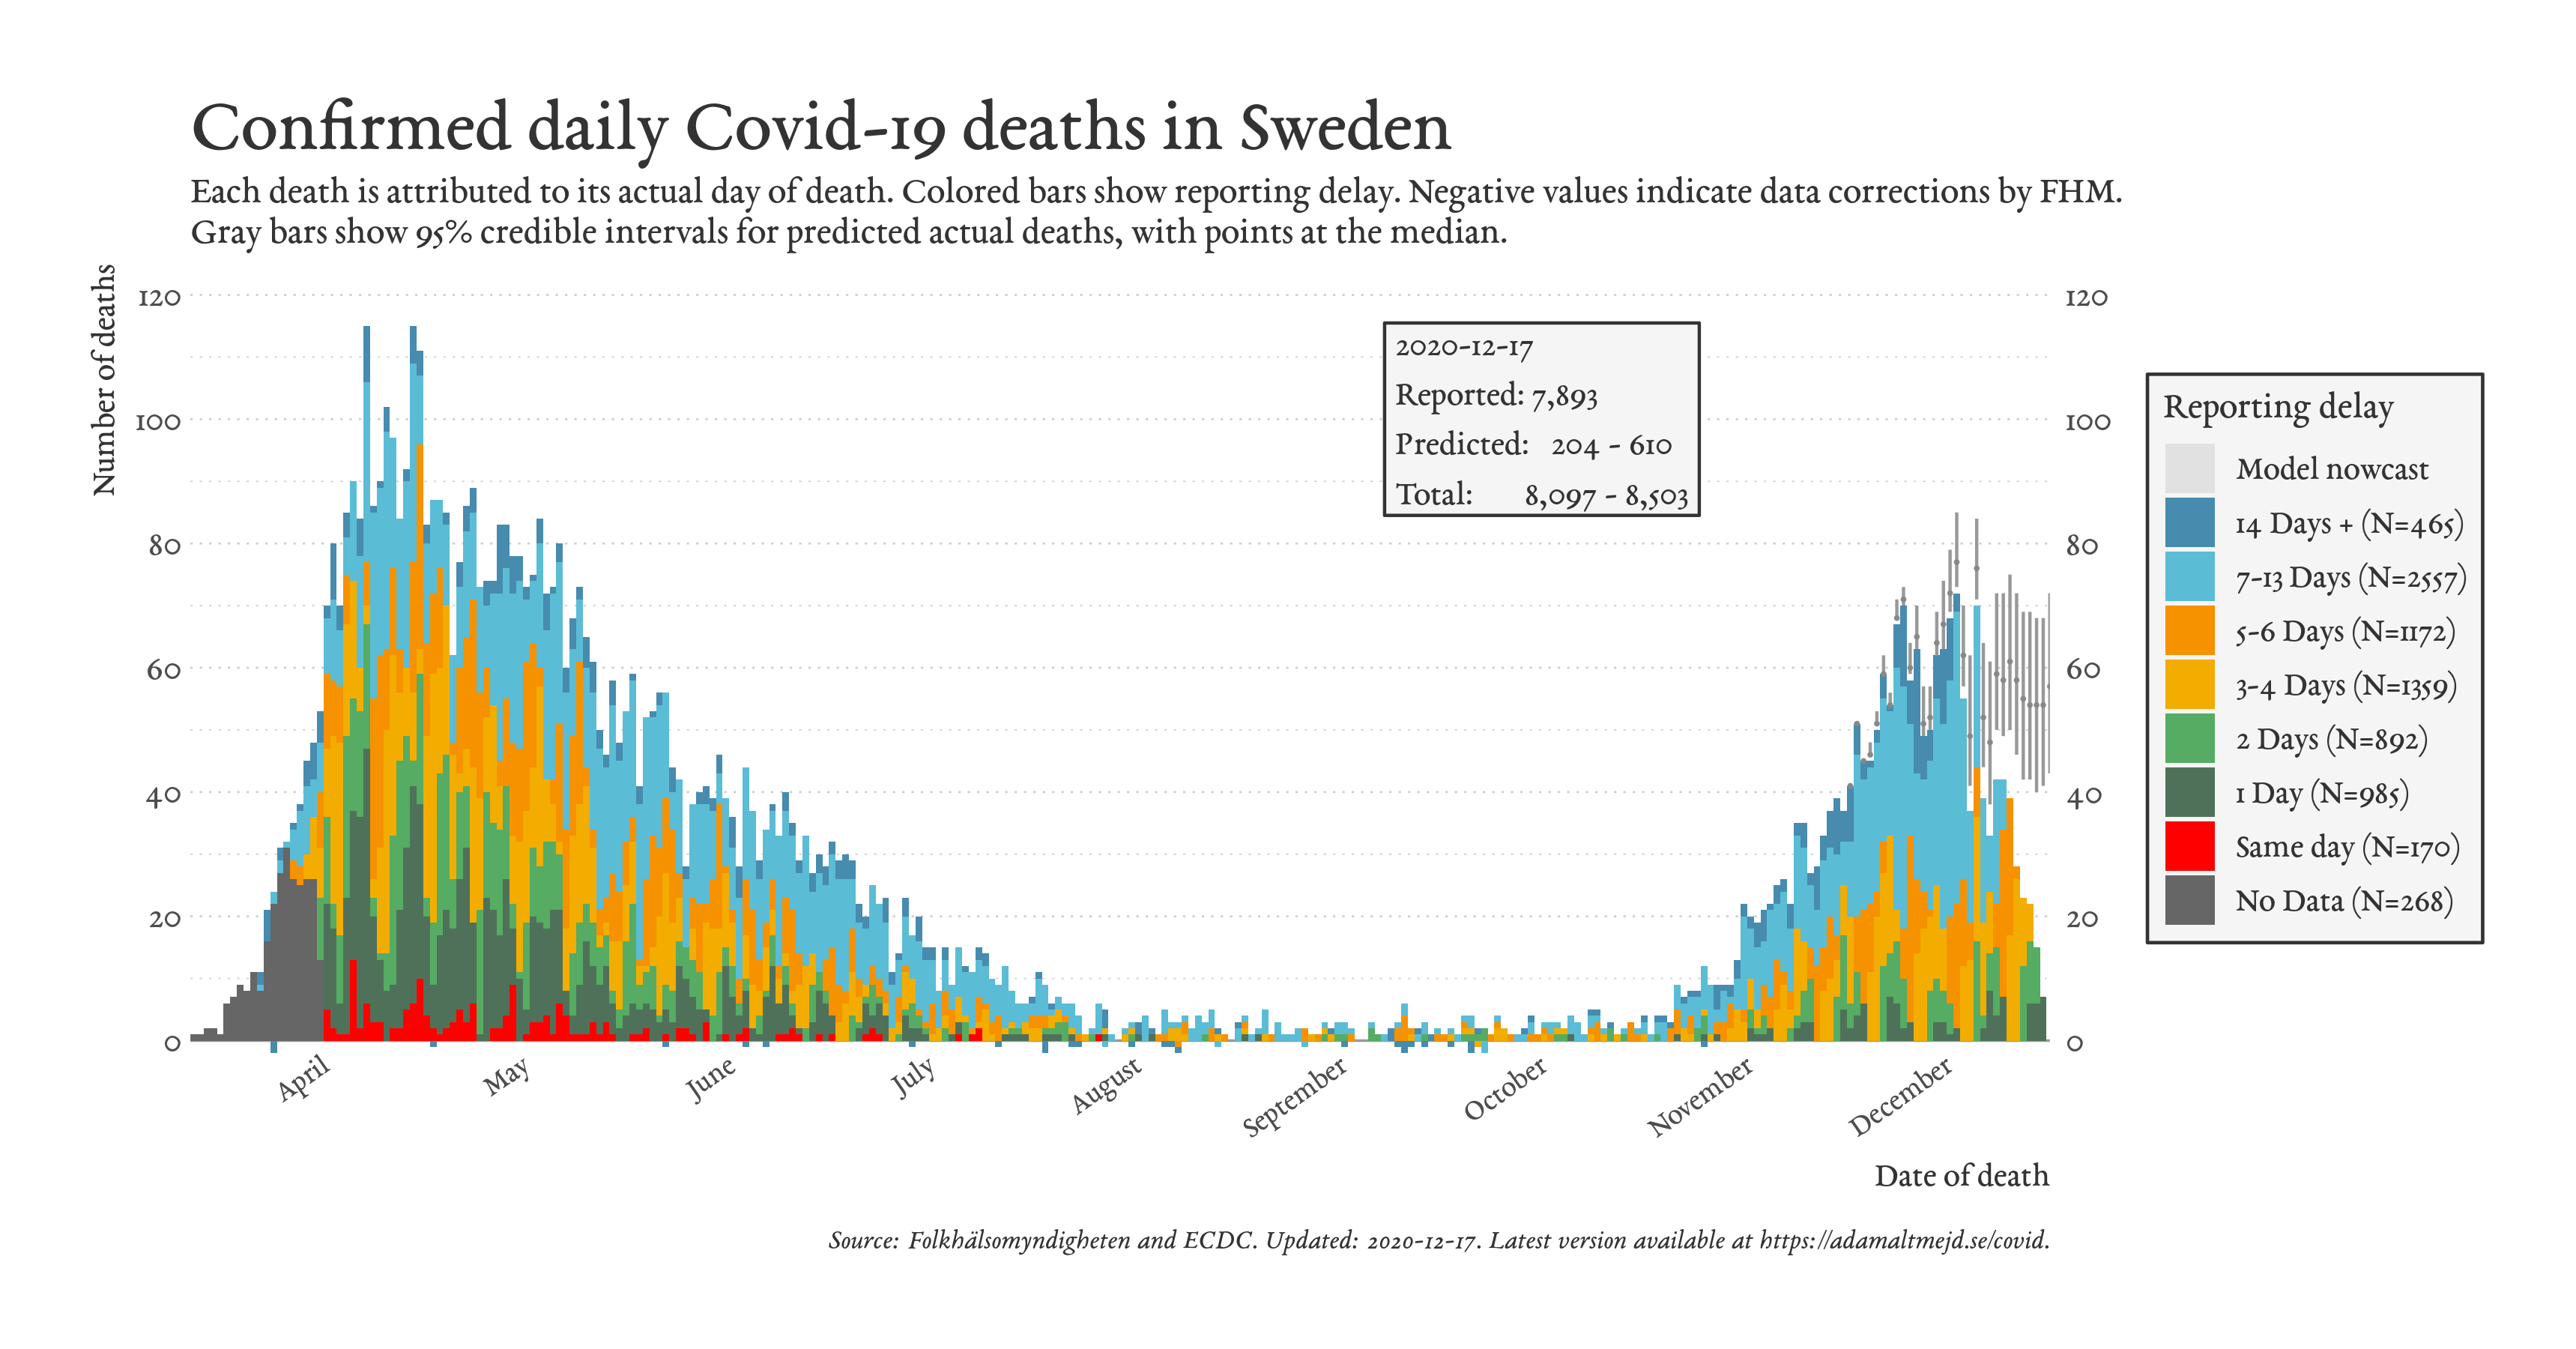 Confirmed daily Covid-19 deaths in Sweden
Each death is attributed to its actual day of death. Colored bars show reporting delay. Negative values indicate data corrections by FHM.
Gray bars show 95% credible intervals for predicted actual deaths, with points at the median.
Number of deaths
120
100
80
60
40
20
0
120
100
80
60
40
20
0
2020-12-17
Reported: 7,893
Predicted: 204 - 610
Total: 8,097 - 8,503
Reporting delay
Model nowcast
14 Days + (N=465)
7-13 Days (N=2557)
5-6 Days (N=1172)
3-4 Days (N=1359)
2 Days (N=892)
1 Day (N=985)
Same day (N=170)
No Data (N=268)
April
May
June
July
August
September
October
November
December
Date of death
Source: Folkhälsomyndigheten and ECDC. Updated: 2020-12-17. Latest version available at https://adamaltmejd.se/covid.